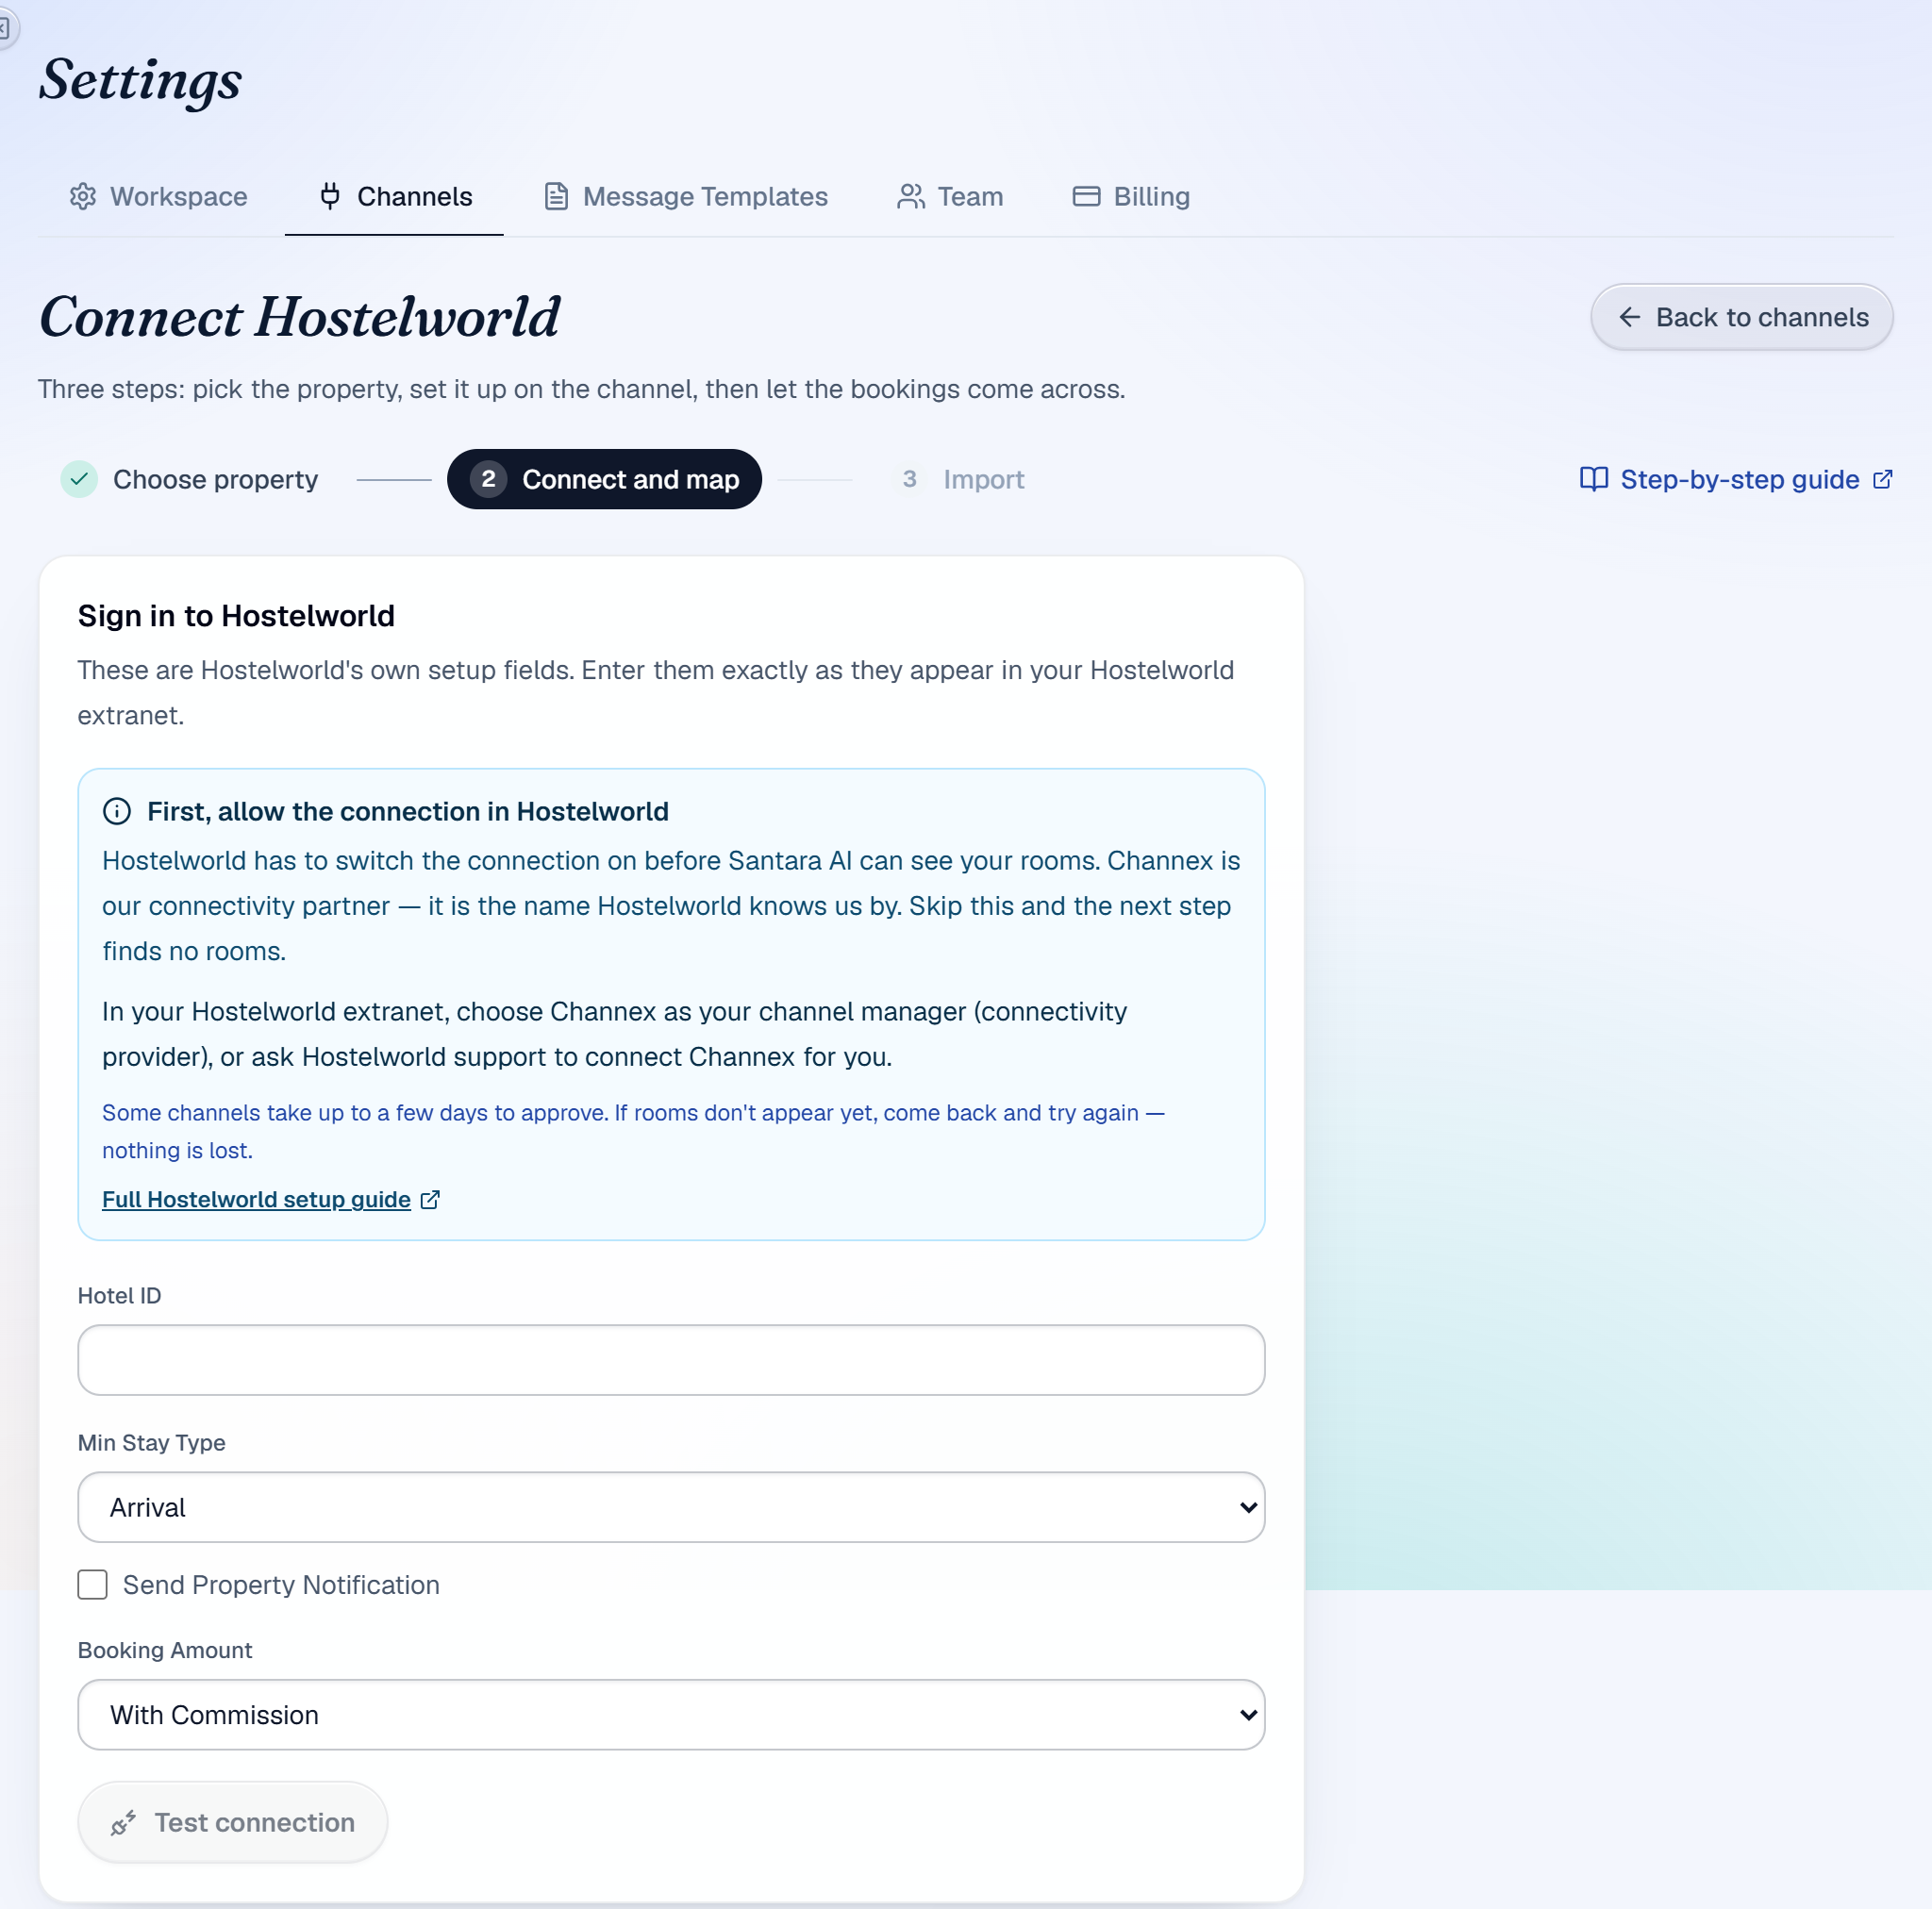 Settings
Workspace
Channels
Message Templates
Team
Billing
Connect Hostelworld
Back to channels
Three steps: pick the property, set it up on the channel, then let the bookings come across.
Choose property
2 Connect and map
3 Import
Step-by-step guide
Sign in to Hostelworld
These are Hostelworld's own setup fields. Enter them exactly as they appear in your Hostelworld
extranet.
First, allow the connection in Hostelworld
Hostelworld has to switch the connection on before Santara AI can see your rooms. Channex is
our connectivity partner — it is the name Hostelworld knows us by. Skip this and the next step
finds no rooms.
In your Hostelworld extranet, choose Channex as your channel manager (connectivity
provider), or ask Hostelworld support to connect Channex for you.
Some channels take up to a few days to approve. If rooms don't appear yet, come back and try again —
nothing is lost.
Full Hostelworld setup guide
Hotel ID
Min Stay Type
Arrival
Send Property Notification
Booking Amount
With Commission
Test connection